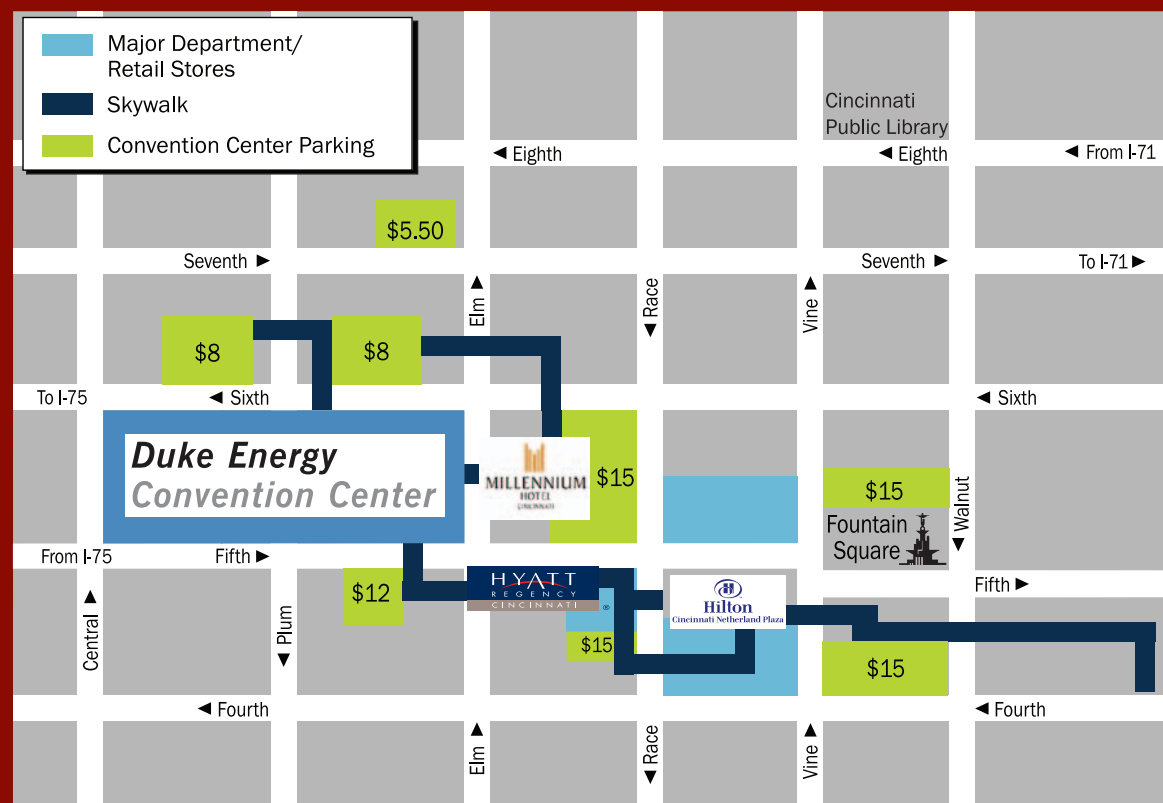 Major Department/
Retail Stores
Skywalk
Convention Center Parking
Cincinnati
Public Library
◄ Eighth
◄ Eighth
◄ From I-71
$5.50
Seventh ►
Seventh ►
To I-71 ►
Elm ►
◄ Race
Vine ►
$8
$8
To I-75
◄ Sixth
◄ Sixth
Duke Energy
Convention Center
MILLENNIUM
HOTEL
CINCINNATI
$15
$15
Fountain
Square
◄ Walnut
From I-75
Fifth ►
Fifth ►
Central ►
◄ Plum
$12
HYATT
REGENCY
CINCINNATI
®
$15
Hilton
Cincinnati Netherland Plaza
$15
◄ Fourth
◄ Fourth
Elm ►
◄ Race
Vine ►